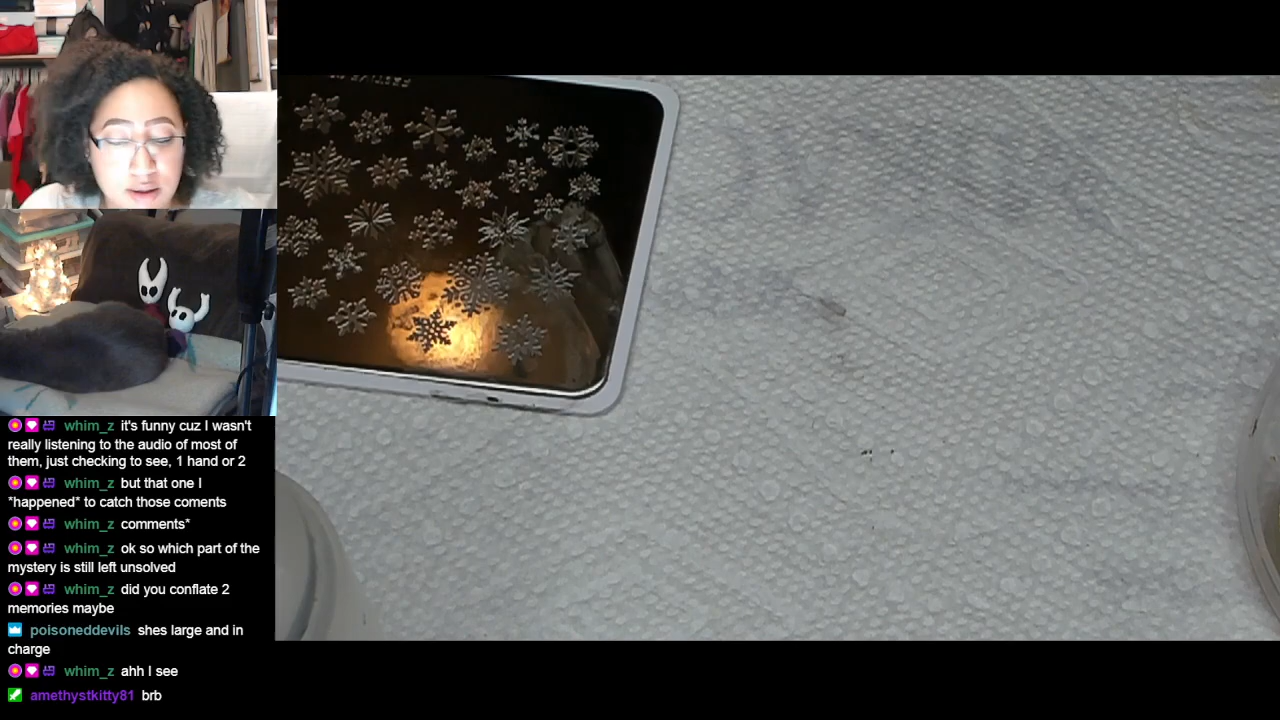 whim_z it's funny cuz I wasn't
really listening to the audio of most of
them, just checking to see, 1 hand or 2
whim_z but that one I
*happened* to catch those coments
whim_z comments*
whim_z ok so which part of the
mystery is still left unsolved
whim_z did you conflate 2
memories maybe
poisoneddevils shes large and in
charge
whim_z ahh I see
amethystkitty81 brb